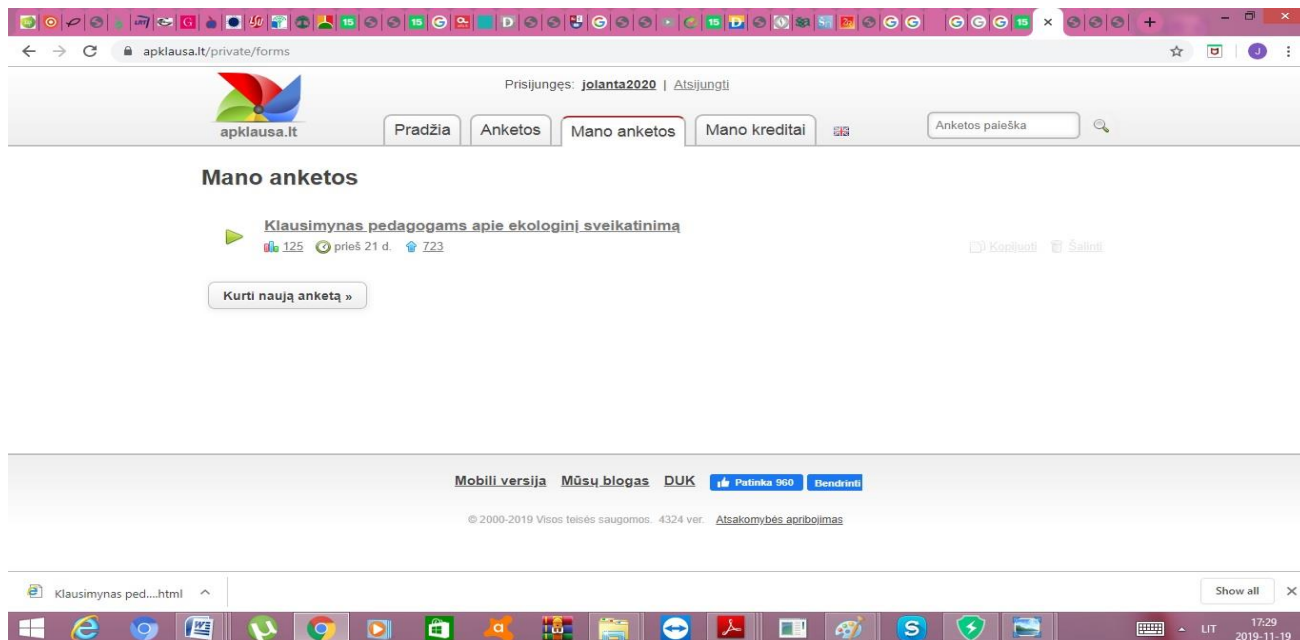 apklausa.lt/private/forms
Prisijungęs: jolanta2020 | Atsijungti
apklausa.lt
Pradžia
Anketos
Mano anketos
Mano kreditai
Anketos paieška
Mano anketos
Klausimynas pedagogams apie ekologinį sveikatinimą
125 prieš 21 d. 723
Kopijuoti Šalinti
Kurti naują anketą »
Mobili versija Mūsų blogas DUK Patinka 960 Bendrinti
© 2000-2019 Visos teisės saugomos. 4324 ver. Atsakomybės apribojimas
Klausimynas ped....html
Show all
LIT
17:29
2019-11-19